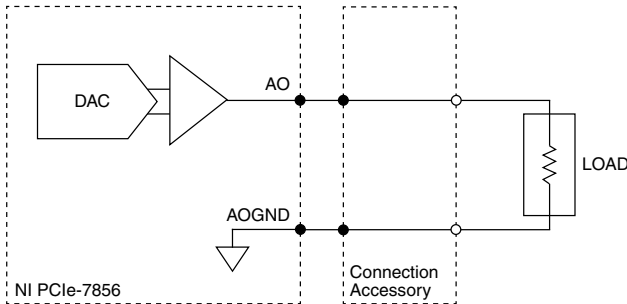 DAC
AO
LOAD
AOGND
NI PCIe-7856
Connection
Accessory